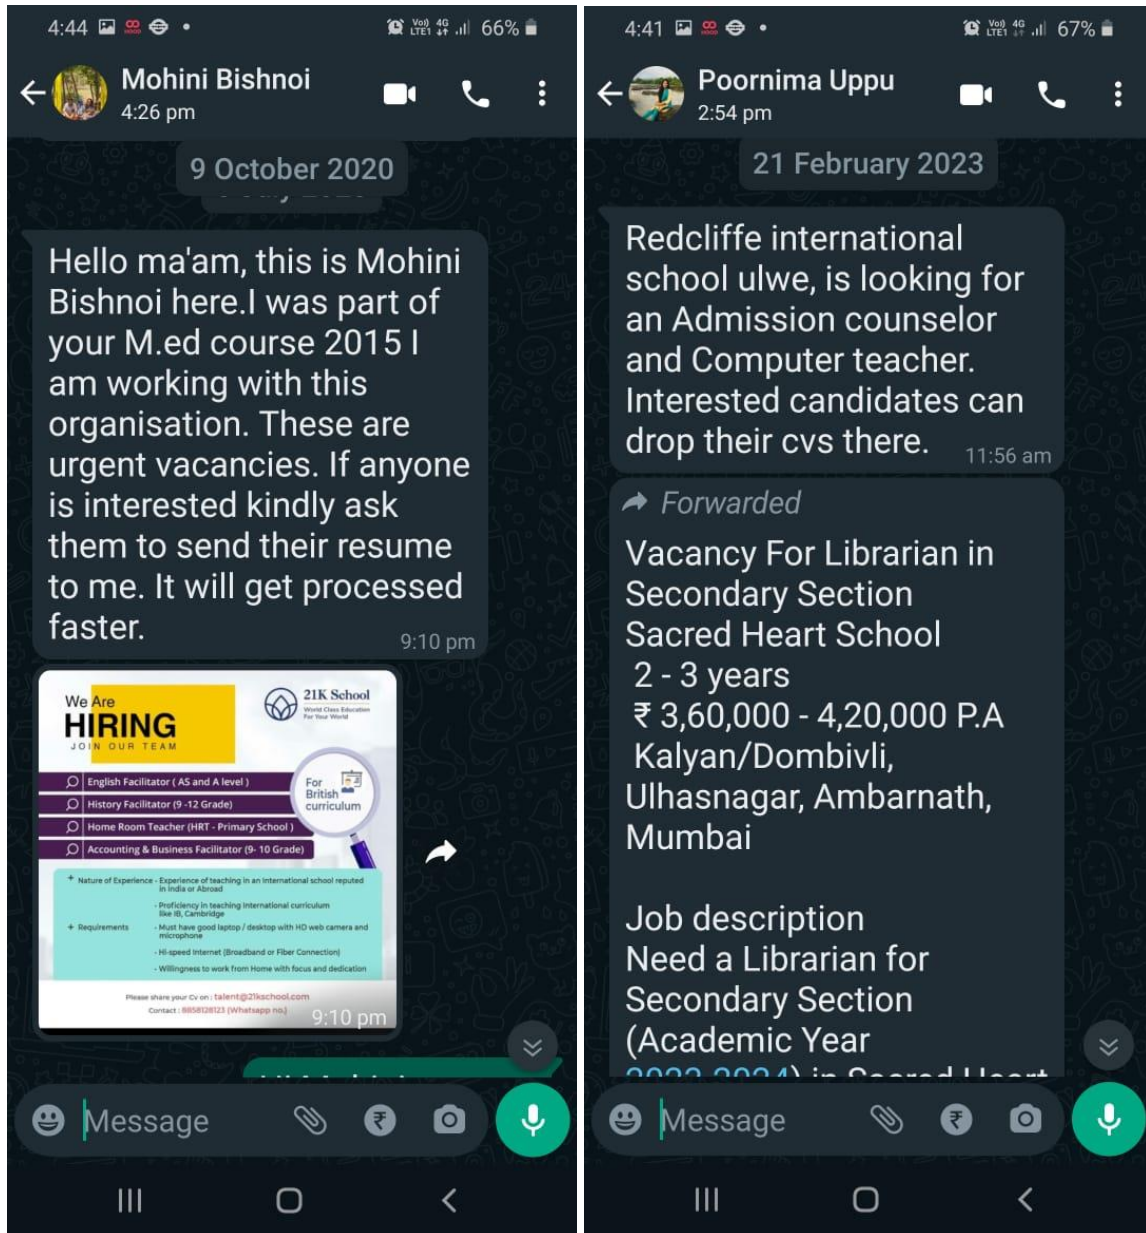 4:44
Vo)) 4G
LTE1
66%
Mohini Bishnoi
4:26 pm
9 October 2020
Hello ma'am, this is Mohini
Bishnoi here.I was part of
your M.ed course 2015 I
am working with this
organisation. These are
urgent vacancies. If anyone
is interested kindly ask
them to send their resume
to me. It will get processed
faster.
9:10 pm
We Are
HIRING
JOIN OUR TEAM
21K School
World Class Education
For Your World
English Facilitator ( AS and A level )
History Facilitator (9 -12 Grade)
Home Room Teacher (HRT - Primary School )
Accounting & Business Facilitator (9- 10 Grade)
For
British
curriculum
+ Nature of Experience - Experience of teaching in an international school reputed
in India or Abroad
- Proficiency in teaching International curriculum
like IB, Cambridge
+ Requirements - Must have good laptop / desktop with HD web camera and
microphone
- Hi-speed Internet (Broadband or Fiber Connection)
- Willingness to work from Home with focus and dedication
Please share your Cv on : talent@21kschool.com
Contact : 8858128123 (Whatsapp no.)
9:10 pm
Message
4:41
Vo)) 4G
LTE1
67%
Poornima Uppu
2:54 pm
21 February 2023
Redcliffe international
school ulwe, is looking for
an Admission counselor
and Computer teacher.
Interested candidates can
drop their cvs there.
11:56 am
Forwarded
Vacancy For Librarian in
Secondary Section
Sacred Heart School
2 - 3 years
₹ 3,60,000 - 4,20,000 P.A
Kalyan/Dombivli,
Ulhasnagar, Ambarnath,
Mumbai
Job description
Need a Librarian for
Secondary Section
(Academic Year
2023-2024) in Sacred Heart
Message